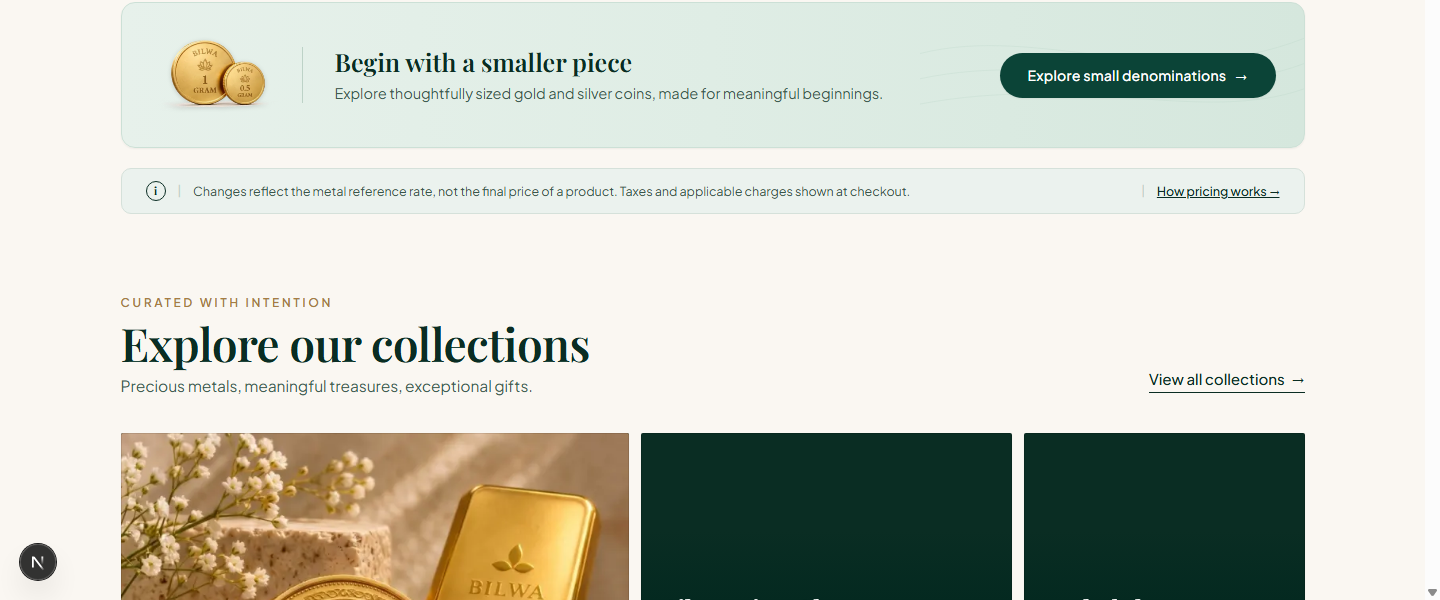 BILWA
1
GRAM
BILWA
0.5
GRAM
Begin with a smaller piece
Explore thoughtfully sized gold and silver coins, made for meaningful beginnings.
Explore small denominations →
i
Changes reflect the metal reference rate, not the final price of a product. Taxes and applicable charges shown at checkout.
How pricing works →
CURATED WITH INTENTION
Explore our collections
Precious metals, meaningful treasures, exceptional gifts.
View all collections →
BILWA
N